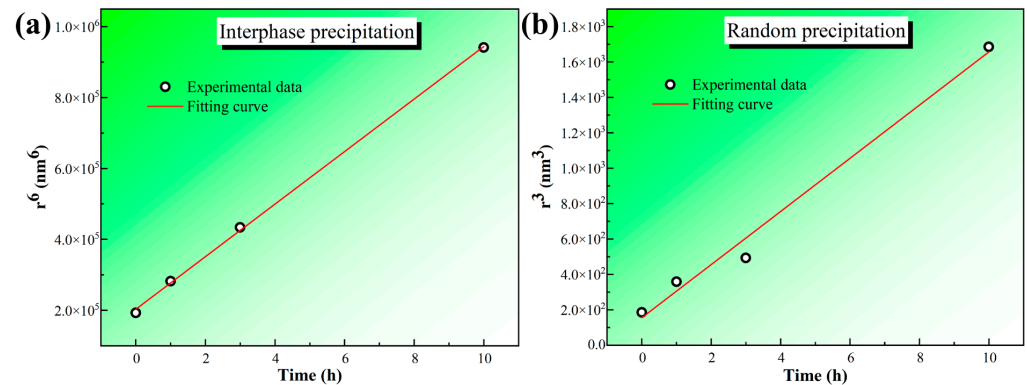 (a)
Interphase precipitation
Experimental data
Fitting curve
1.0×10⁶
8.0×10⁵
6.0×10⁵
4.0×10⁵
2.0×10⁵
r⁶ (nm⁶)
0 2 4 6 8 10
Time (h)
(b)
Random precipitation
Experimental data
Fitting curve
1.8×10³
1.6×10³
1.4×10³
1.2×10³
1.0×10³
8.0×10²
6.0×10²
4.0×10²
2.0×10²
0.0
r³ (nm³)
0 2 4 6 8 10
Time (h)